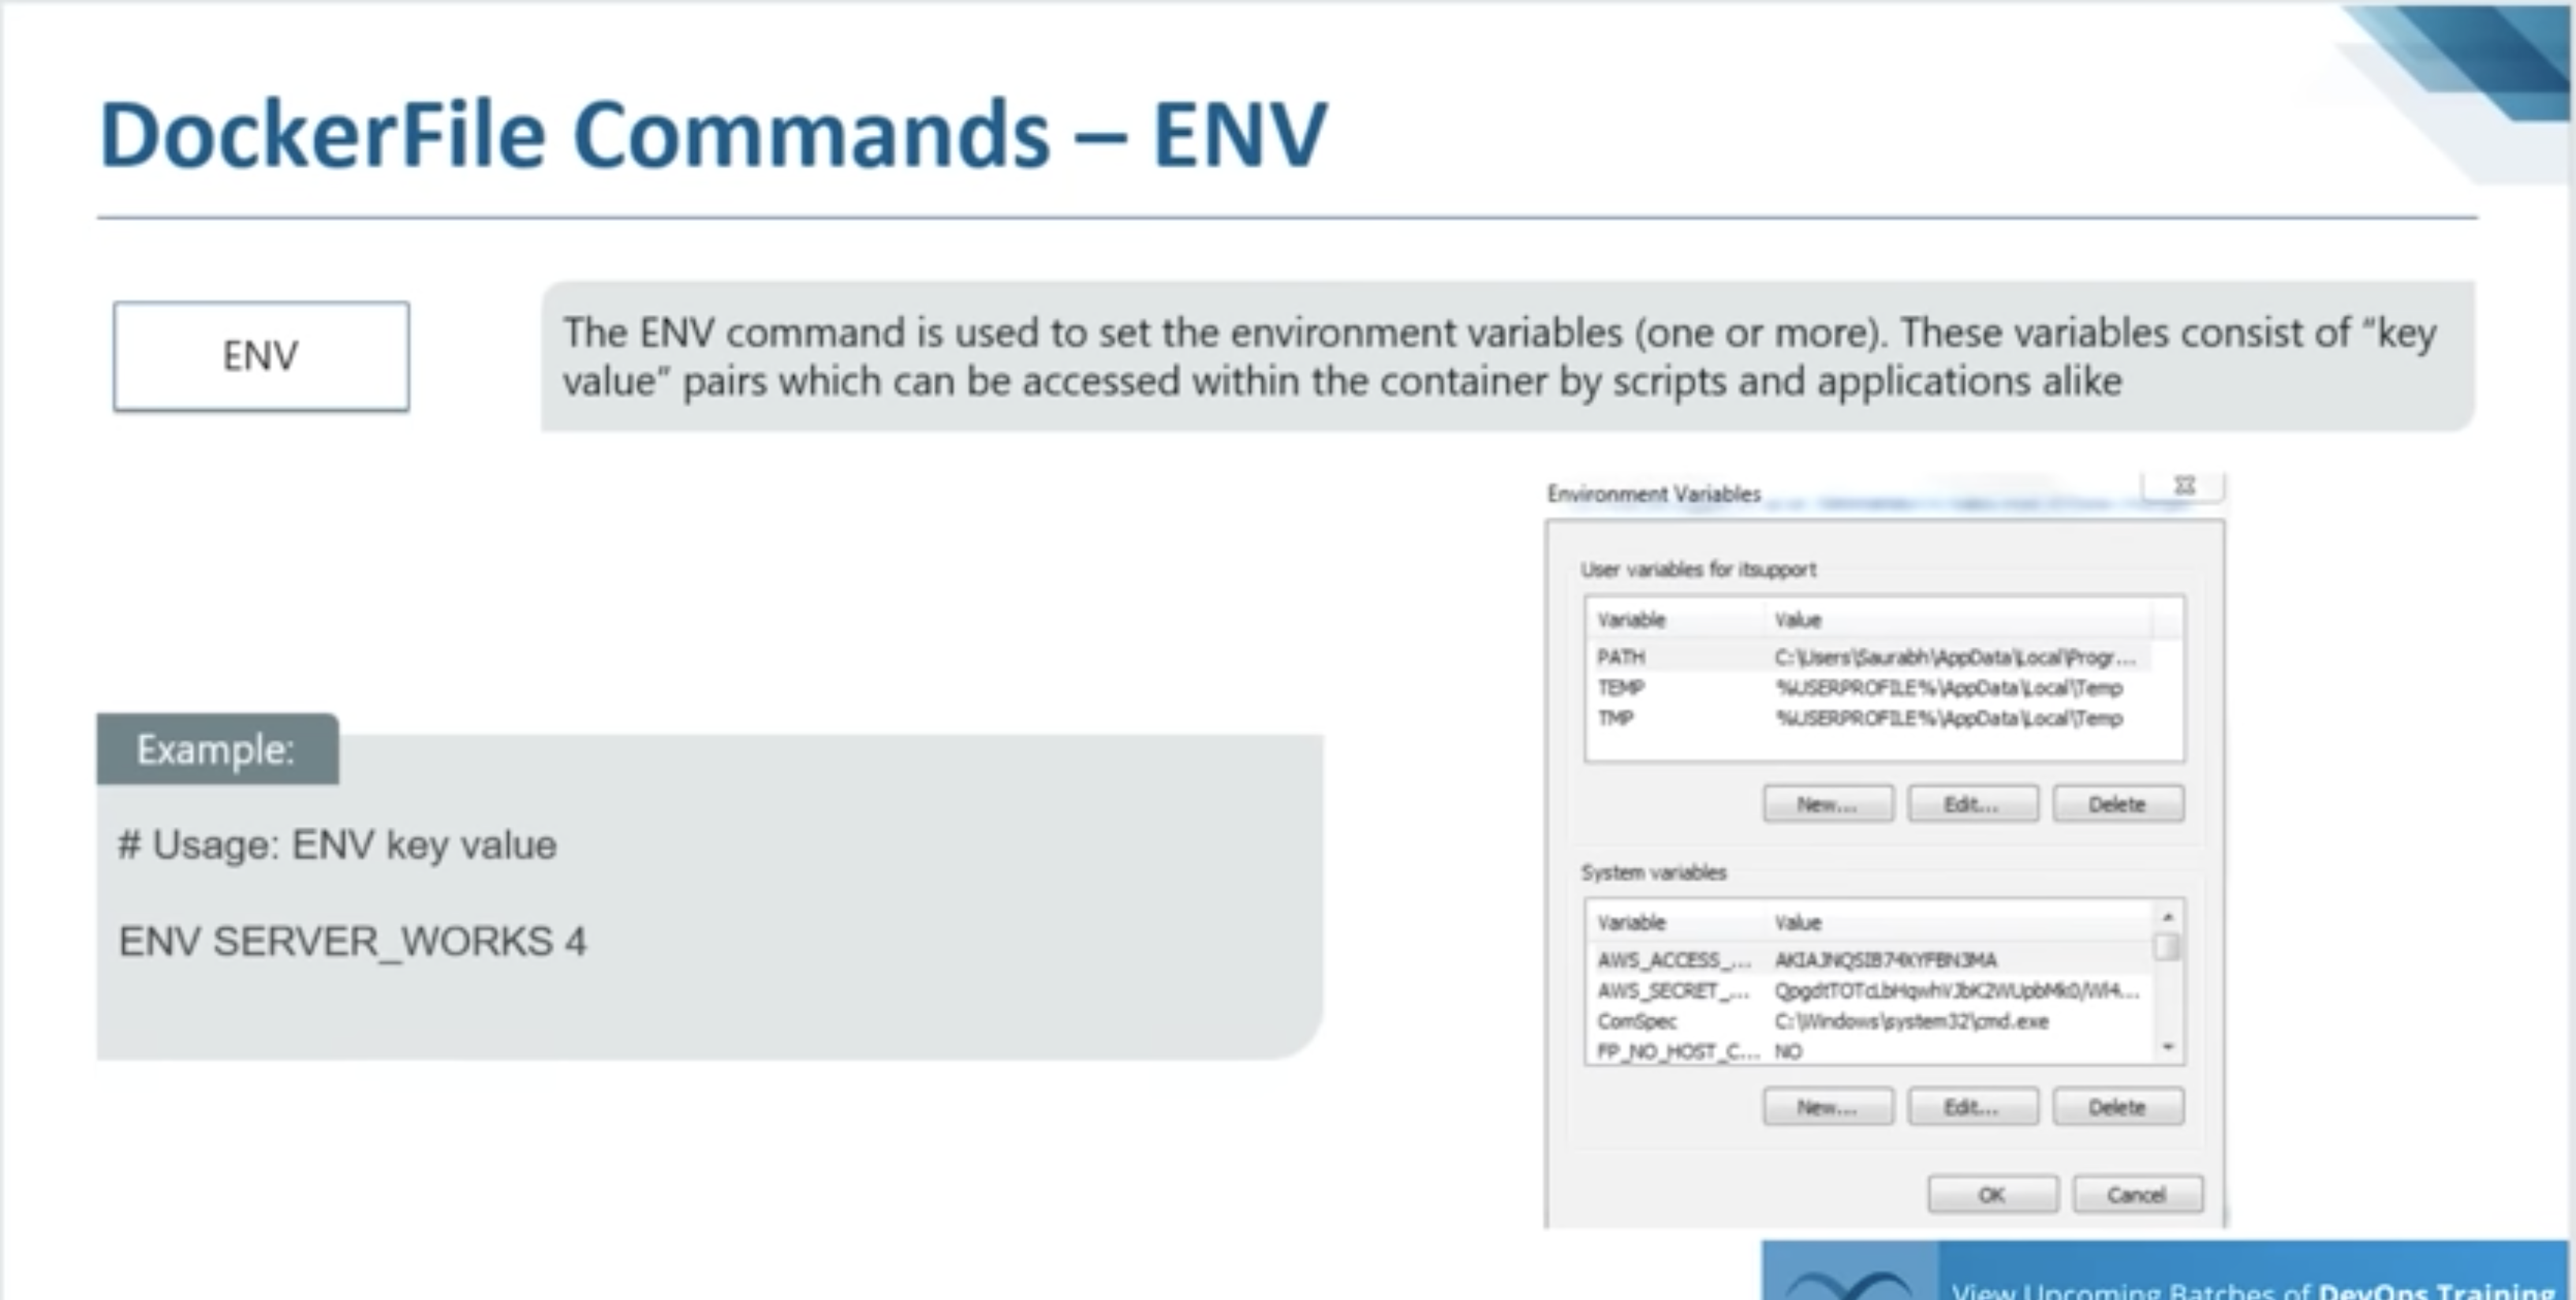 DockerFile Commands – ENV
ENV
The ENV command is used to set the environment variables (one or more). These variables consist of “key
value” pairs which can be accessed within the container by scripts and applications alike
Example:
# Usage: ENV key value
ENV SERVER_WORKS 4
Environment Variables
User variables for itsupport
Variable Value
PATH C:\Users\Saurabh\AppData\Local\Progr...
TEMP %USERPROFILE%\AppData\Local\Temp
TMP %USERPROFILE%\AppData\Local\Temp
New... Edit... Delete
System variables
Variable Value
AWS_ACCESS_...
AWS_SECRET_...
ComSpec C:\Windows\system32\cmd.exe
FP_NO_HOST_C... NO
New... Edit... Delete
OK Cancel
View Upcoming Batches of DevOps Training